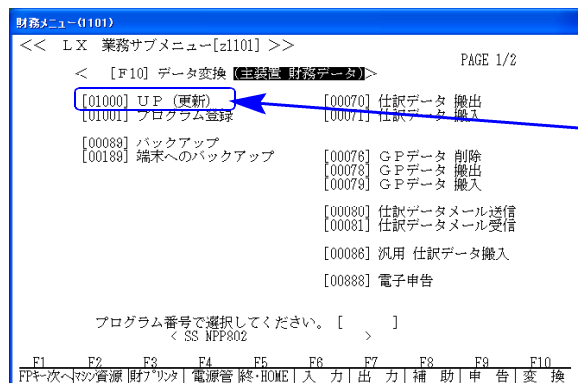 財務メニュー(1101)
<< ＬＸ 業務サブメニュー[z1101] >>
PAGE 1/2
< [Ｆ10] データ変換 (主装置 財務データ)>
[01000] ＵＰ（更新） [00070] 仕訳データ 搬出
[01001] プログラム登録 [00071] 仕訳データ 搬入
[00089] バックアップ
[00189] 端末へのバックアップ [00076] ＧＰデータ 削除
[00078] ＧＰデータ 搬出
[00079] ＧＰデータ 搬入
[00080] 仕訳データメール送信
[00081] 仕訳データメール受信
[00086] 汎用 仕訳データ搬入
[00888] 電子申告
プログラム番号で選択してください。 [ ]
< SS NPP802 >
F1 F2 F3 F4 F5 F6 F7 F8 F9 F10
FPキー次へ|マシン資源|財プリンタ|電源管|終・HOME|入 力|出 力|補 助|申 告|変 換